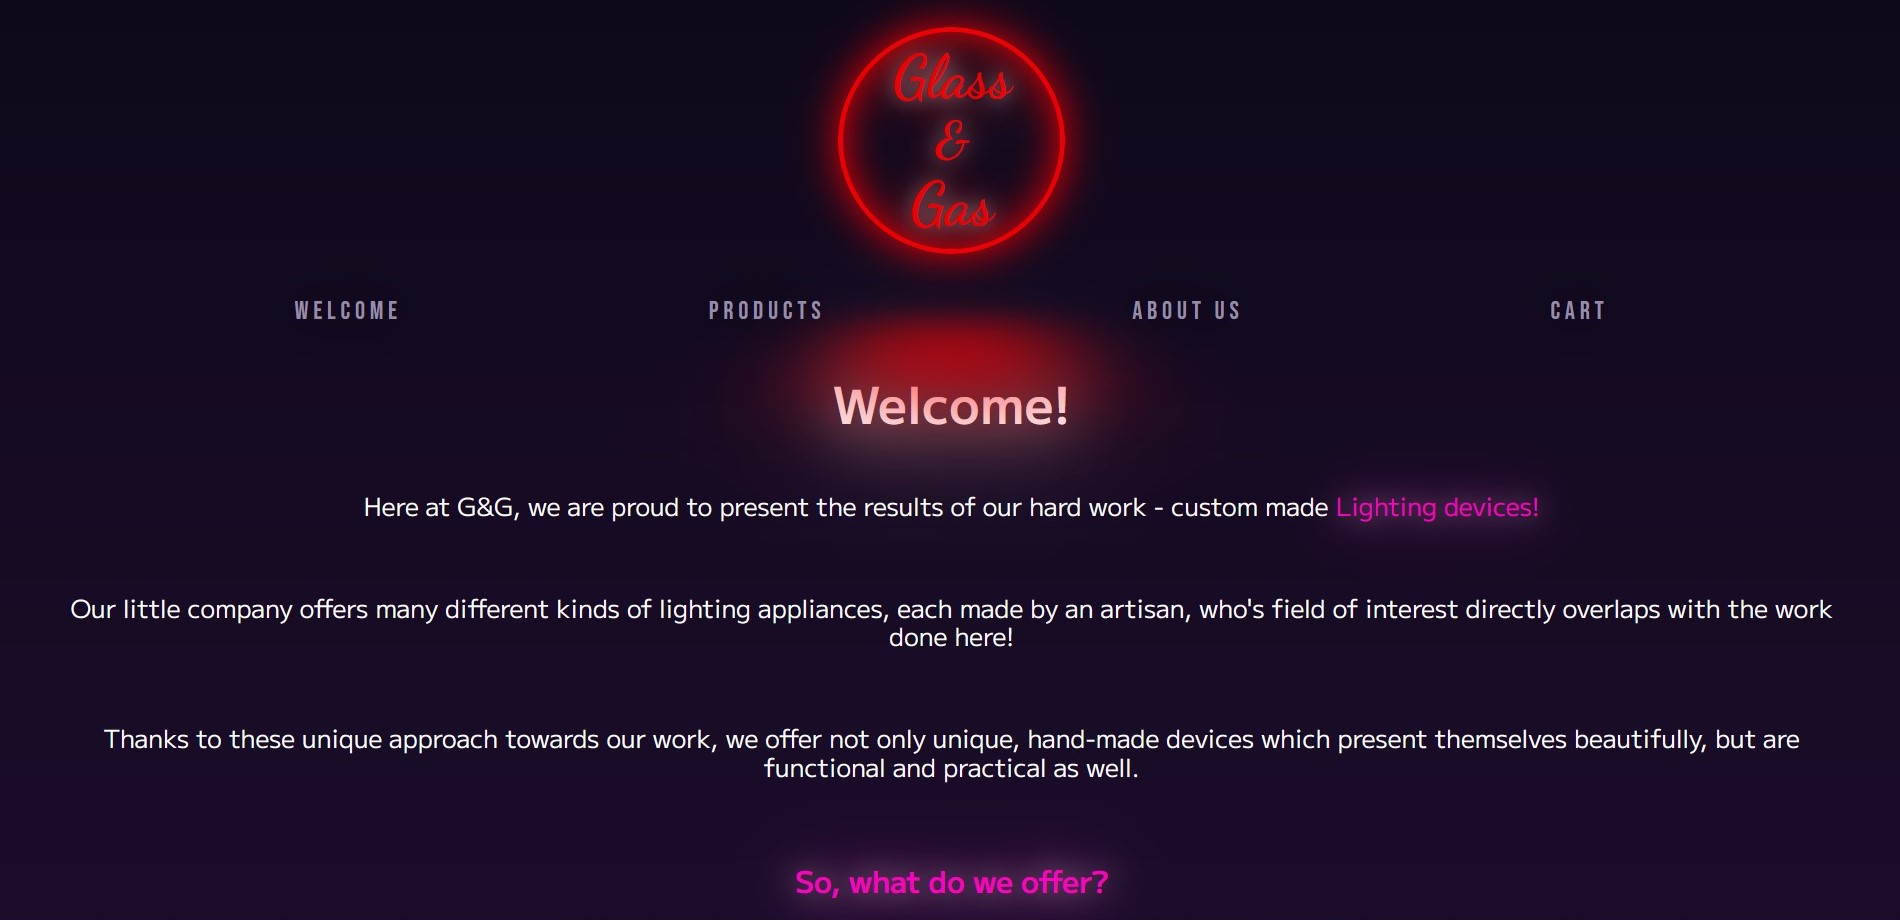 Glass
&
Gas
WELCOME PRODUCTS ABOUT US CART
Welcome!
Here at G&G, we are proud to present the results of our hard work - custom made Lighting devices!
Our little company offers many different kinds of lighting appliances, each made by an artisan, who's field of interest directly overlaps with the work
done here!
Thanks to these unique approach towards our work, we offer not only unique, hand-made devices which present themselves beautifully, but are
functional and practical as well.
So, what do we offer?